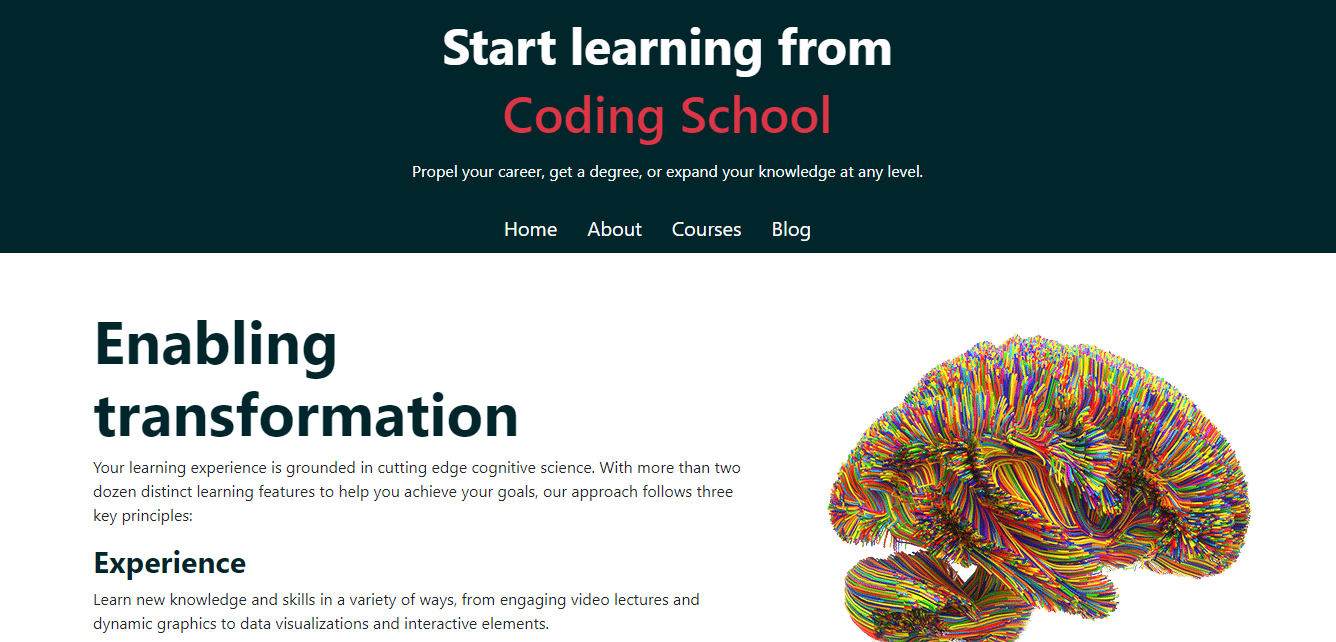 Start learning from
Coding School
Propel your career, get a degree, or expand your knowledge at any level.
Home About Courses Blog
Enabling
transformation
Your learning experience is grounded in cutting edge cognitive science. With more than two
dozen distinct learning features to help you achieve your goals, our approach follows three
key principles:
Experience
Learn new knowledge and skills in a variety of ways, from engaging video lectures and
dynamic graphics to data visualizations and interactive elements.